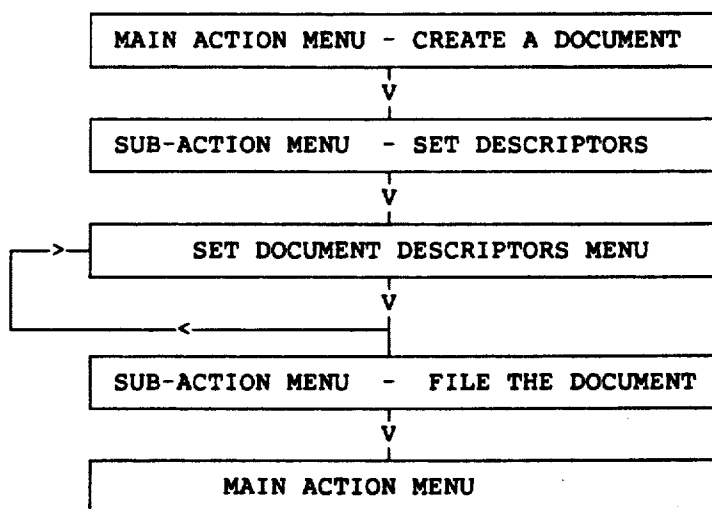 MAIN ACTION MENU - CREATE A DOCUMENT
V
SUB-ACTION MENU - SET DESCRIPTORS
V
>
SET DOCUMENT DESCRIPTORS MENU
V
<
SUB-ACTION MENU - FILE THE DOCUMENT
V
MAIN ACTION MENU